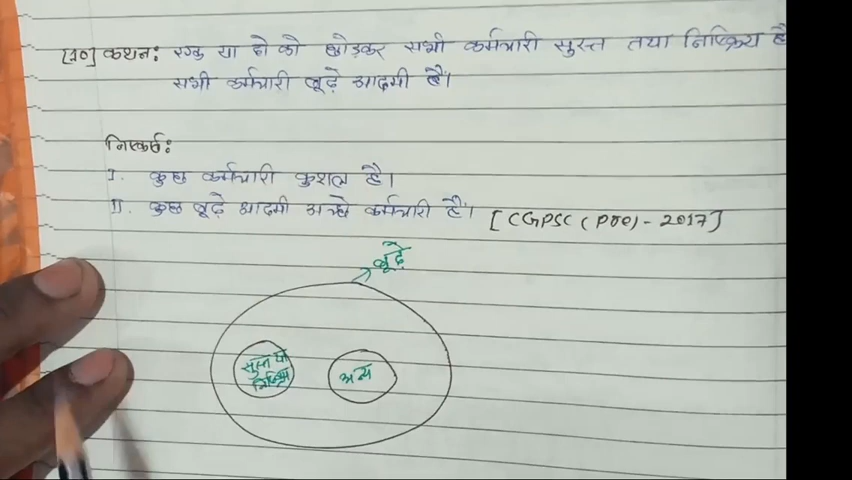 [10] कथन: एक या दो को छोड़कर सभी कर्मचारी सुस्त तथा निष्क्रिय है
सभी कर्मचारी बूढ़े आदमी हैं।
निष्कर्ष:
I. कुछ कर्मचारी कुशल है।
II. कुछ बूढ़े आदमी अच्छे कर्मचारी हैं। [CGPSC (pre)-2017]
बूढ़े
सुस्त या
निष्क्रिय
अन्य